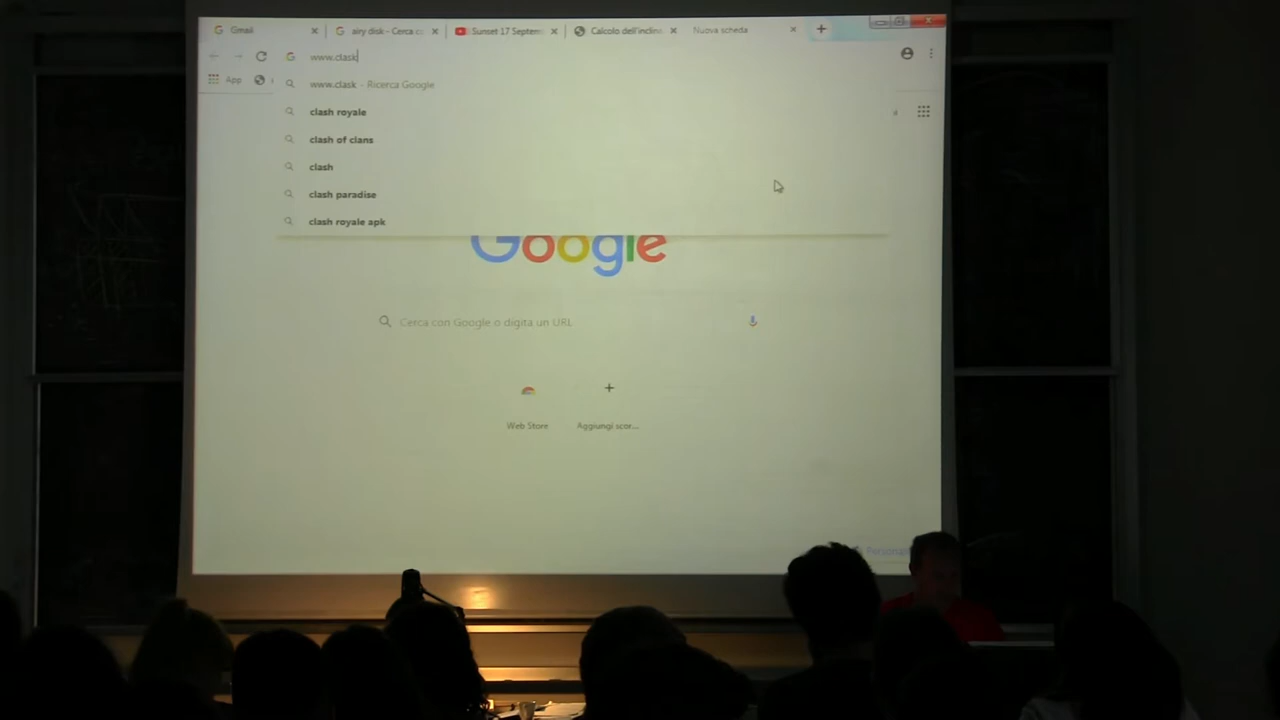 Gmail
airy disk - Cerca co
Sunset 17 Septem
Calcolo dell'inclina
Nuova scheda
www.clask
App
www.clask - Ricerca Google
clash royale
clash of clans
clash
clash paradise
clash royale apk
Google
Cerca con Google o digita un URL
Web Store
Aggiungi scor...